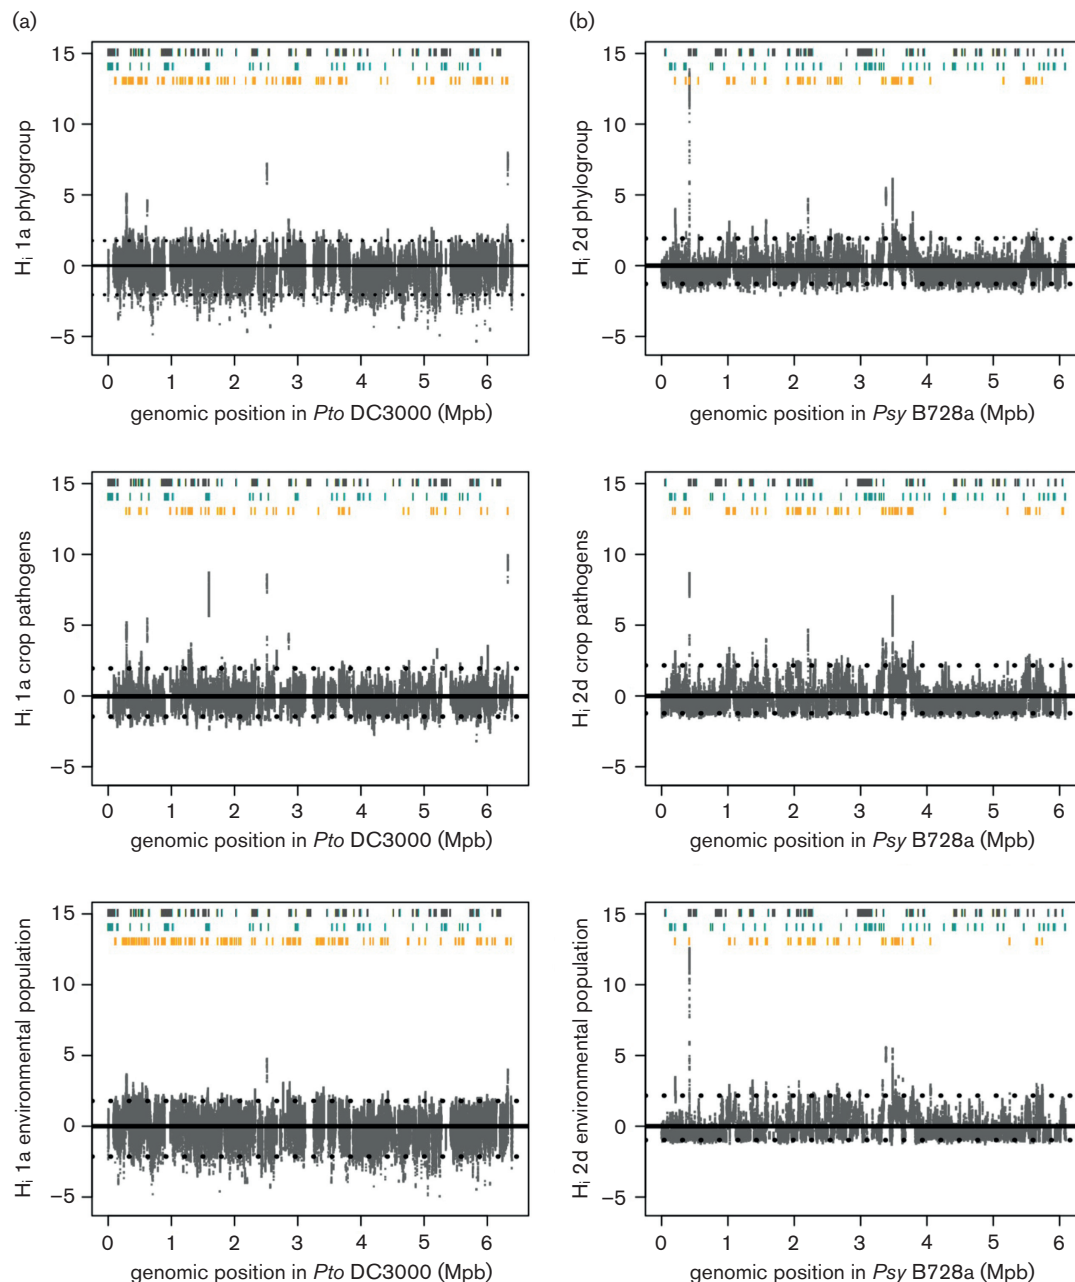 (a)
15
10
5
0
−5
Hi 1a phylogroup
0 1 2 3 4 5 6
genomic position in Pto DC3000 (Mpb)
(b)
15
10
5
0
−5
Hi 2d phylogroup
0 1 2 3 4 5 6
genomic position in Psy B728a (Mpb)
15
10
5
0
−5
Hi 1a crop pathogens
0 1 2 3 4 5 6
genomic position in Pto DC3000 (Mpb)
15
10
5
0
−5
Hi 2d crop pathogens
0 1 2 3 4 5 6
genomic position in Psy B728a (Mpb)
15
10
5
0
−5
Hi 1a environmental population
0 1 2 3 4 5 6
genomic position in Pto DC3000 (Mpb)
15
10
5
0
−5
Hi 2d environmental population
0 1 2 3 4 5 6
genomic position in Psy B728a (Mpb)